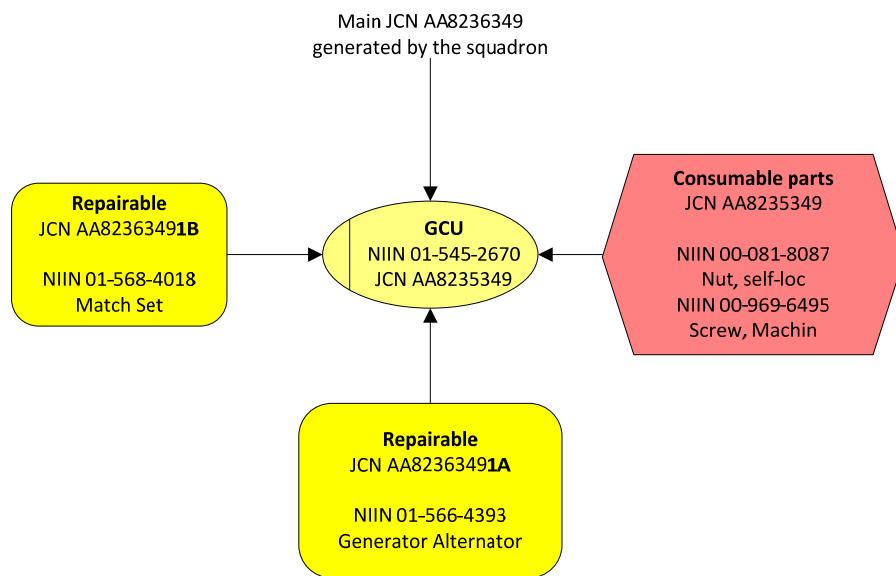 Main JCN AA8236349
generated by the squadron
Repairable
JCN AA82363491B
NIIN 01-568-4018
Match Set
GCU
NIIN 01-545-2670
JCN AA8235349
Consumable parts
JCN AA8235349
NIIN 00-081-8087
Nut, self-loc
NIIN 00-969-6495
Screw, Machin
Repairable
JCN AA82363491A
NIIN 01-566-4393
Generator Alternator